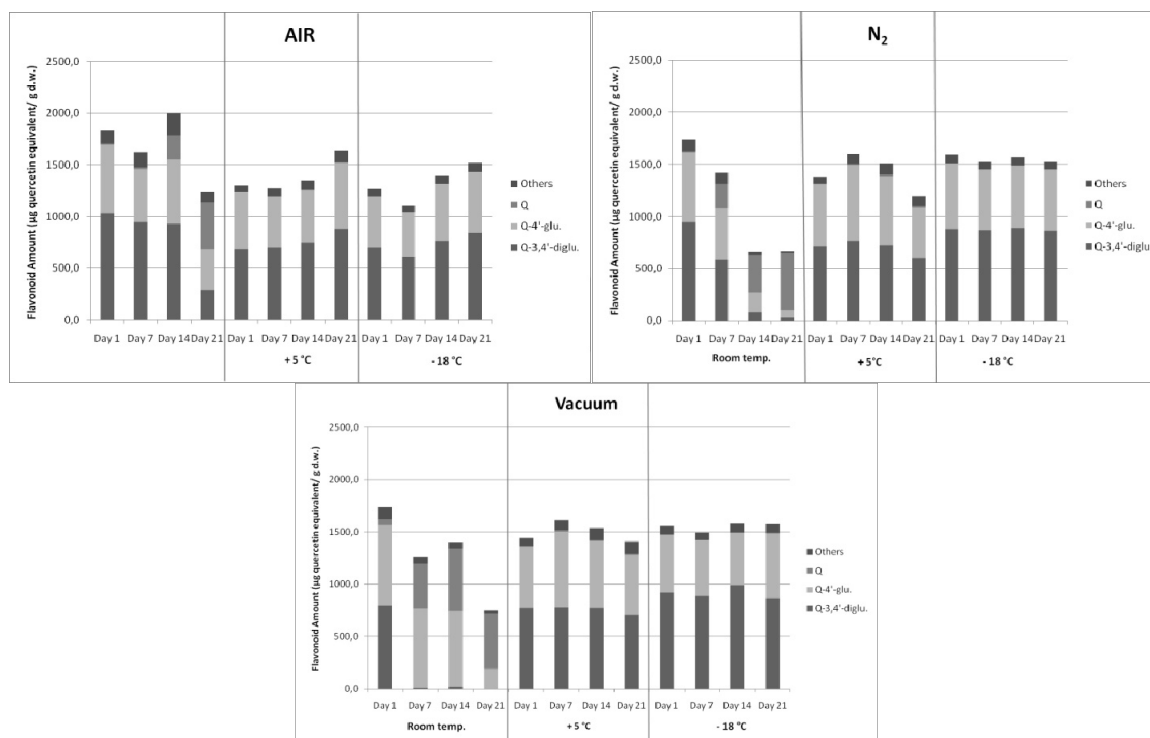 AIR
Flavonoid Amount (µg quercetin equivalent/ g d.w.)
2500,0
2000,0
1500,0
1000,0
500,0
0,0
Day 1 Day 7 Day 14 Day 21 Day 1 Day 7 Day 14 Day 21 Day 1 Day 7 Day 14 Day 21
+ 5 °C - 18 °C
Others
Q
Q-4'-glu.
Q-3,4'-diglu.
N₂
Flavonoid Amount (µg quercetin equivalent/ g d.w.)
2500,0
2000,0
1500,0
1000,0
500,0
0,0
Day 1 Day 7 Day 14 Day 21 Day 1 Day 7 Day 14 Day 21 Day 1 Day 7 Day 14 Day 21
Room temp. + 5°C - 18 °C
Others
Q
Q-4'-glu.
Q-3,4'-diglu.
Vacuum
Flavonoid Amount (µg quercetin equivalent/ g d.w.)
2500,0
2000,0
1500,0
1000,0
500,0
0,0
Day 1 Day 7 Day 14 Day 21 Day 1 Day 7 Day 14 Day 21 Day 1 Day 7 Day 14 Day 21
Room temp. + 5 °C - 18 °C
Others
Q
Q-4'-glu.
Q-3,4'-diglu.